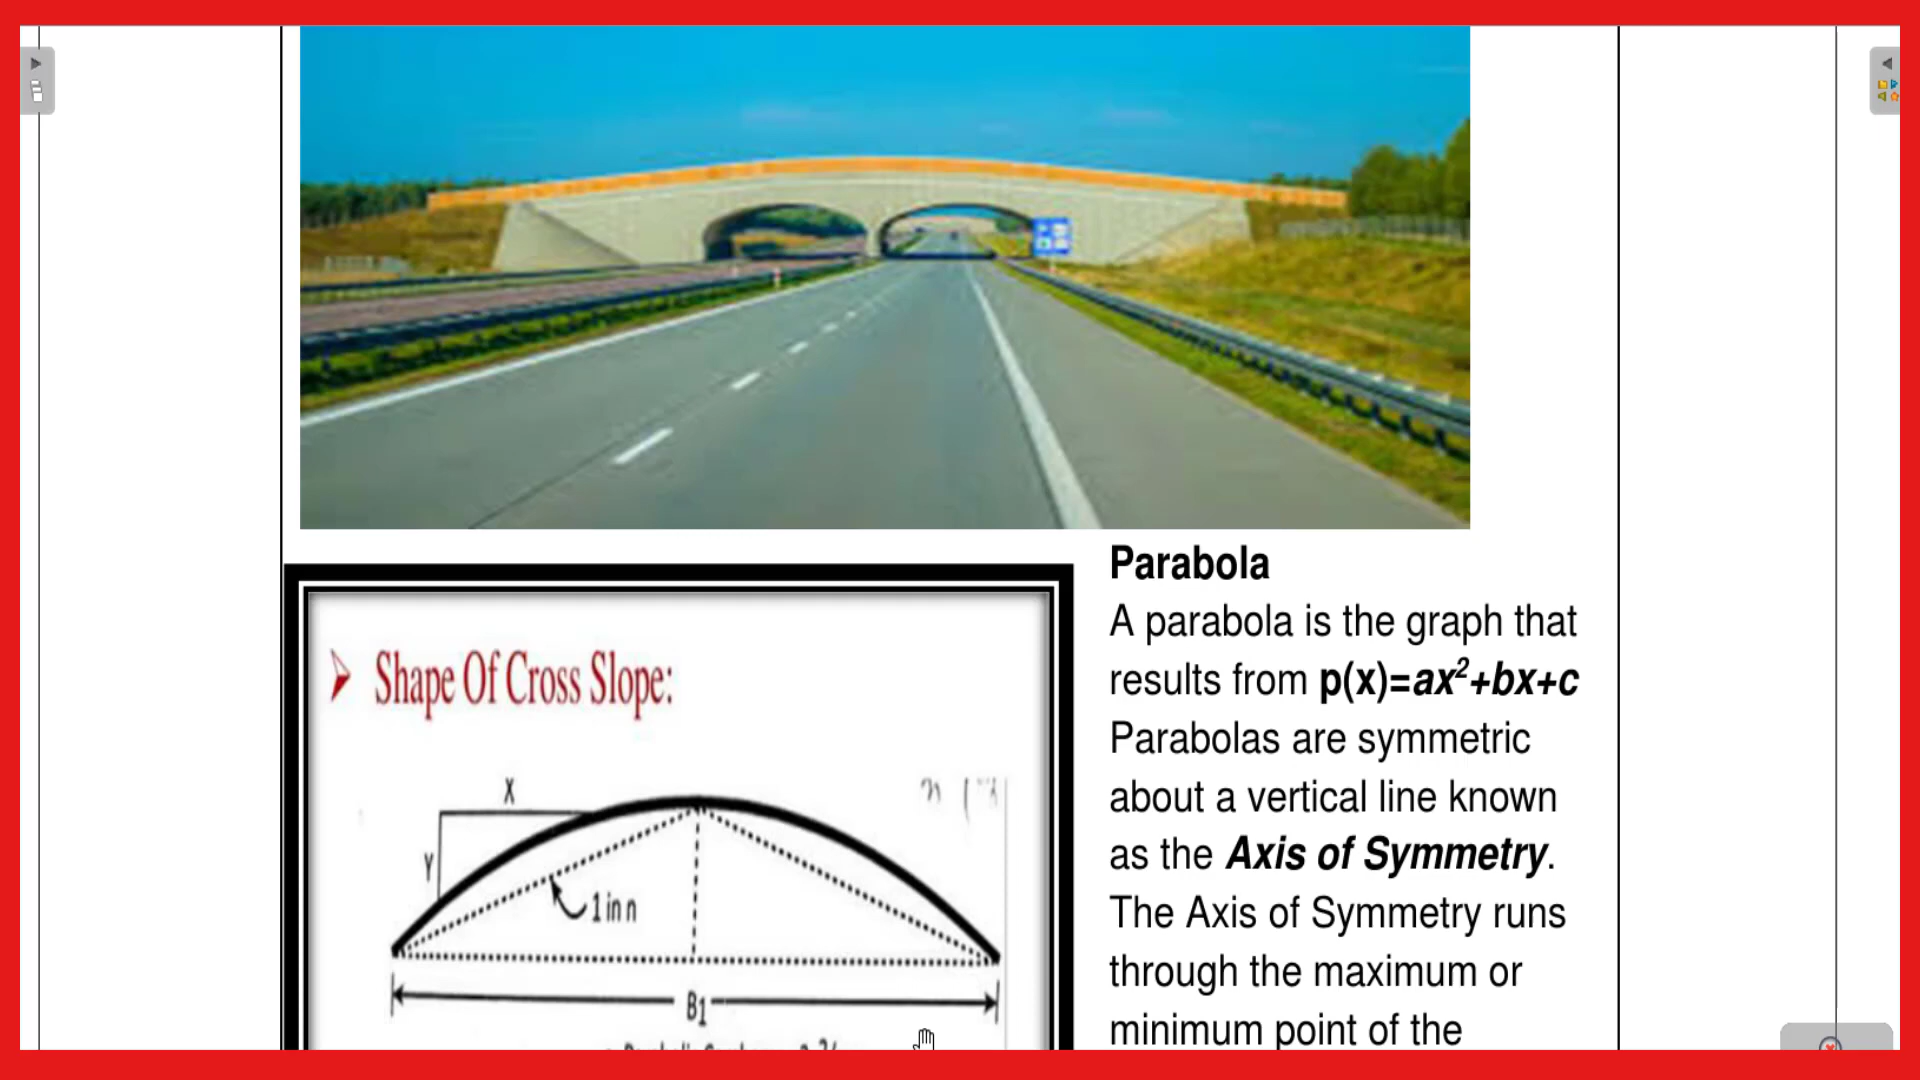 Parabola
A parabola is the graph that
results from p(x)=ax²+bx+c
Parabolas are symmetric
about a vertical line known
as the Axis of Symmetry.
The Axis of Symmetry runs
through the maximum or
minimum point of the
Shape Of Cross Slope:
X
Y
1 in n
B1